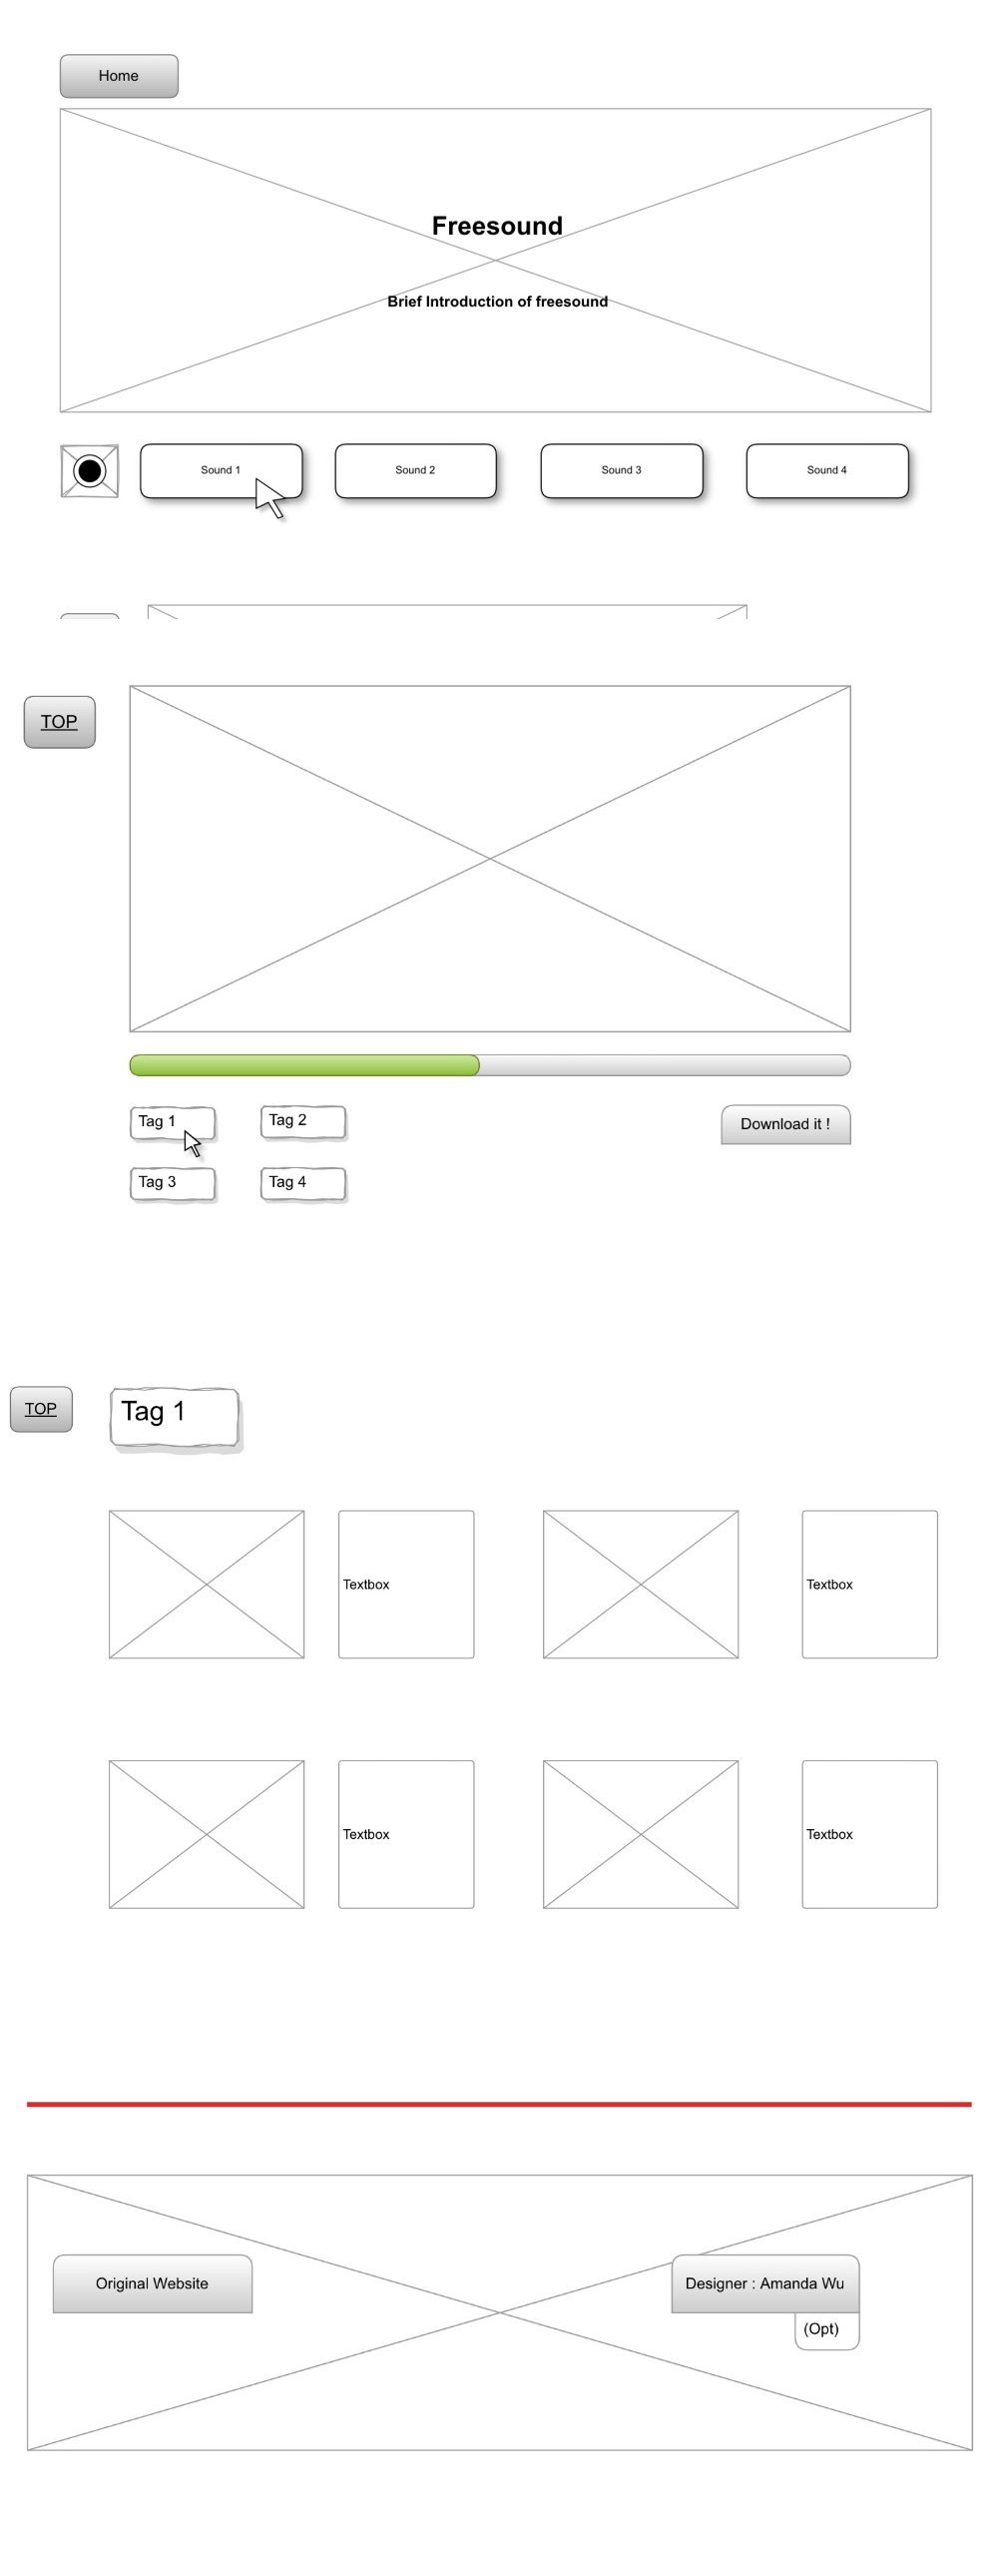 Home
Freesound
Brief Introduction of freesound
Sound 1
Sound 2
Sound 3
Sound 4
TOP
Tag 1
Tag 2
Download it !
Tag 3
Tag 4
TOP
Tag 1
Textbox
Textbox
Textbox
Textbox
Original Website
Designer : Amanda Wu
(Opt)